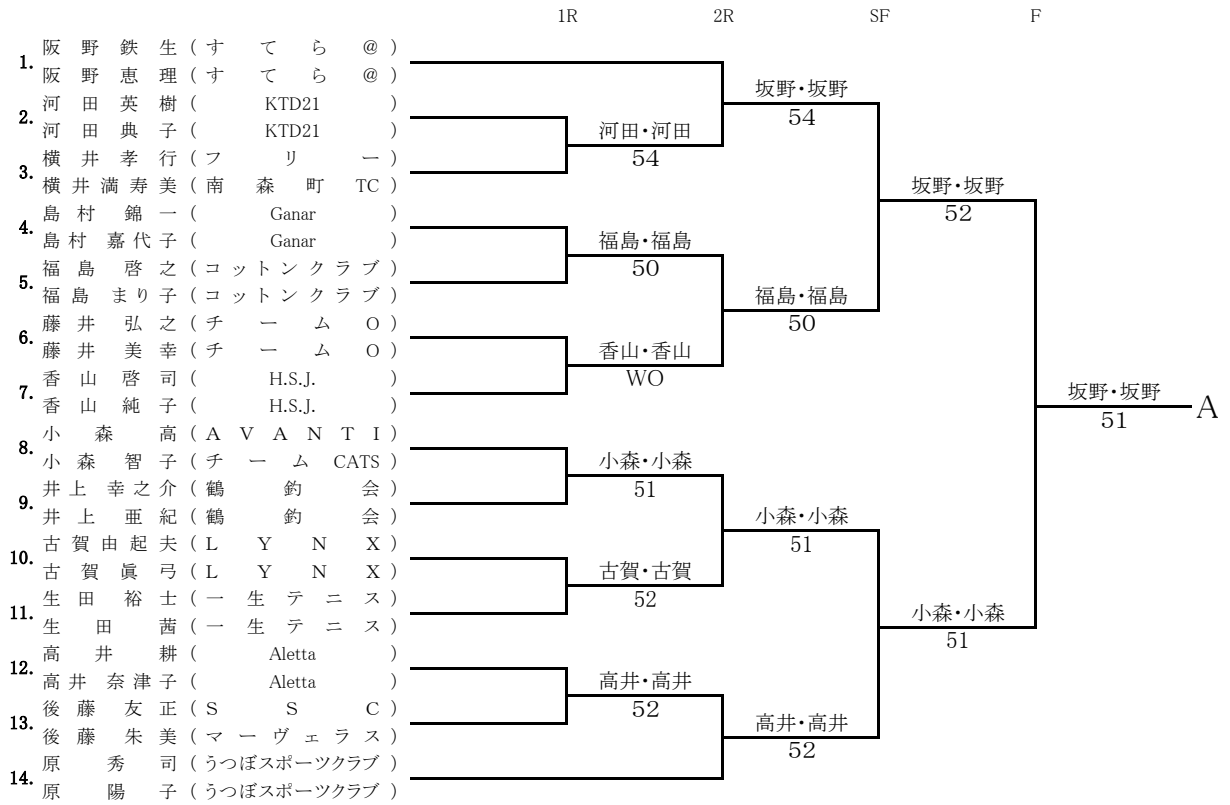 1R 2R SF F
1.
阪野鉄生(すてら@)
阪野恵理(すてら@)
2.
河田英樹(KTD21)
河田典子(KTD21)
3.
横井孝行(フリー)
横井満寿美(南森町TC)
4.
島村錦一(Ganar)
島村嘉代子(Ganar)
5.
福島啓之(コットンクラブ)
福島まり子(コットンクラブ)
6.
藤井弘之(チームO)
藤井美幸(チームO)
7.
香山啓司(H.S.J.)
香山純子(H.S.J.)
8.
小森高(AVANTI)
小森智子(チームCATS)
9.
井上幸之介(鶴釣会)
井上亜紀(鶴釣会)
10.
古賀由起夫(LYNX)
古賀眞弓(LYNX)
11.
生田裕士(一生テニス)
生田茜(一生テニス)
12.
高井耕(Aletta)
高井奈津子(Aletta)
13.
後藤友正(SSC)
後藤朱美(マーヴェラス)
14.
原秀司(うつぼスポーツクラブ)
原陽子(うつぼスポーツクラブ)
河田・河田
54
福島・福島
50
香山・香山
WO
小森・小森
51
古賀・古賀
52
高井・高井
52
坂野・坂野
54
福島・福島
50
小森・小森
51
高井・高井
52
坂野・坂野
52
小森・小森
51
坂野・坂野
51
A